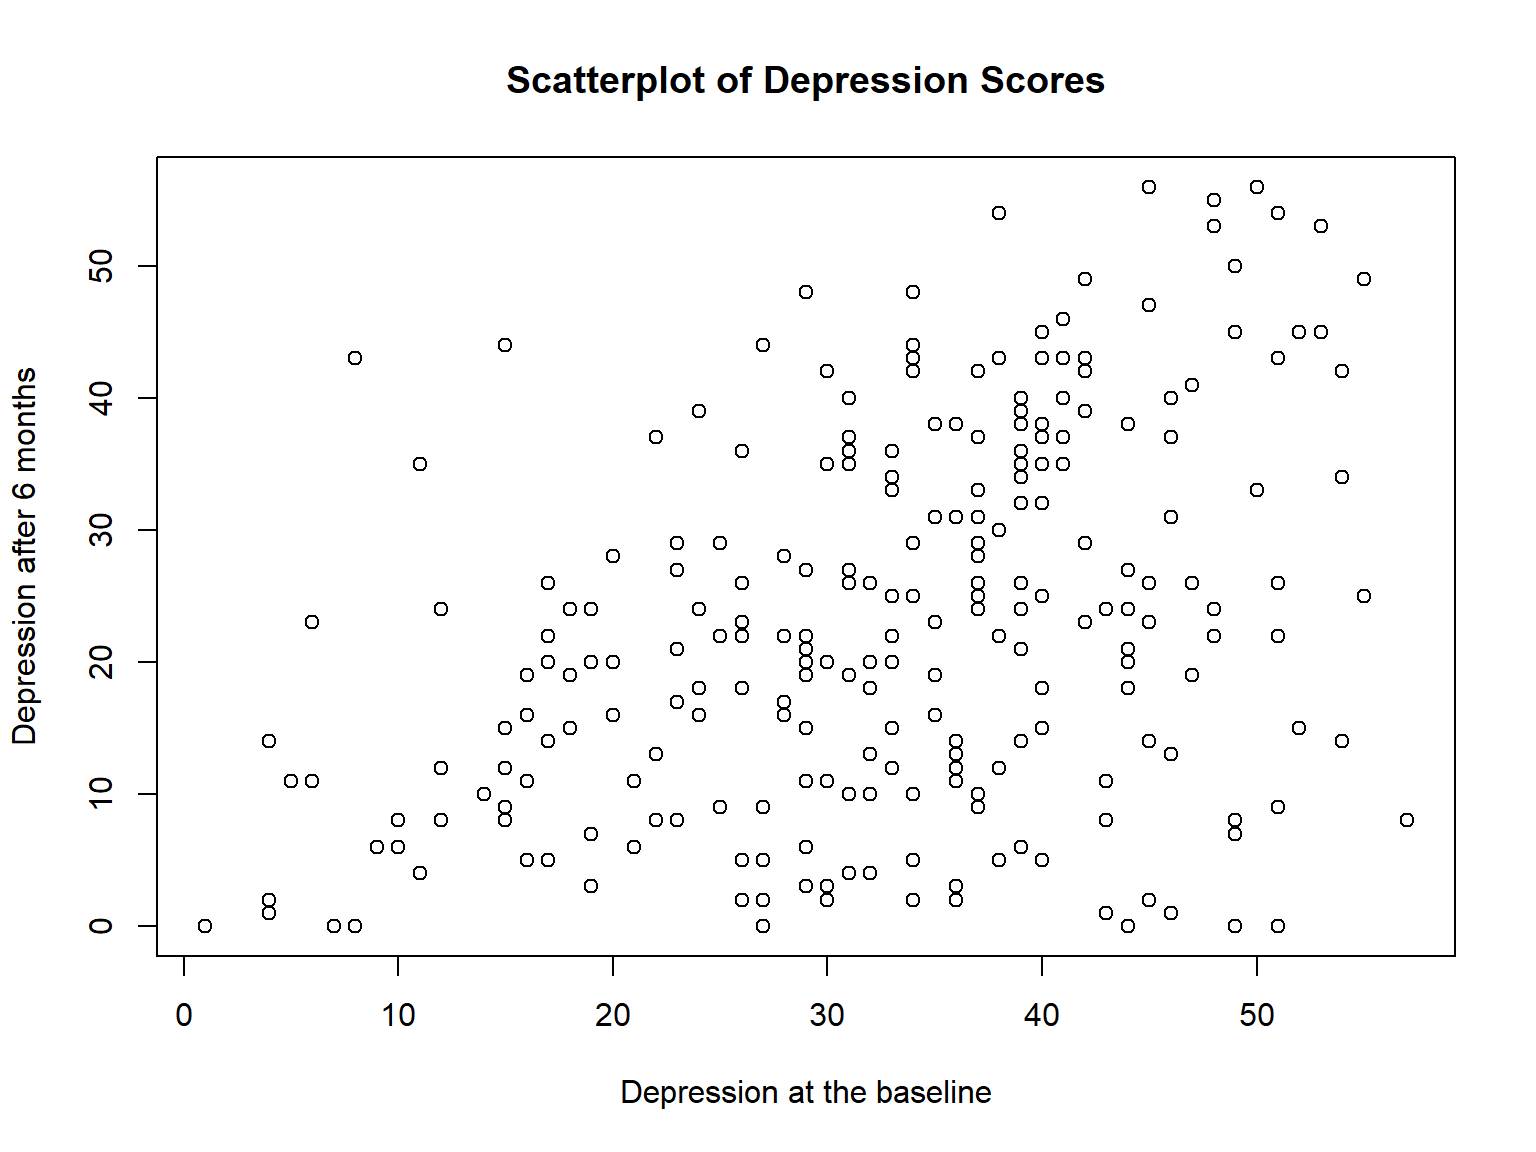 Scatterplot of Depression Scores
Depression after 6 months
50
40
30
20
10
0
0 10 20 30 40 50
Depression at the baseline